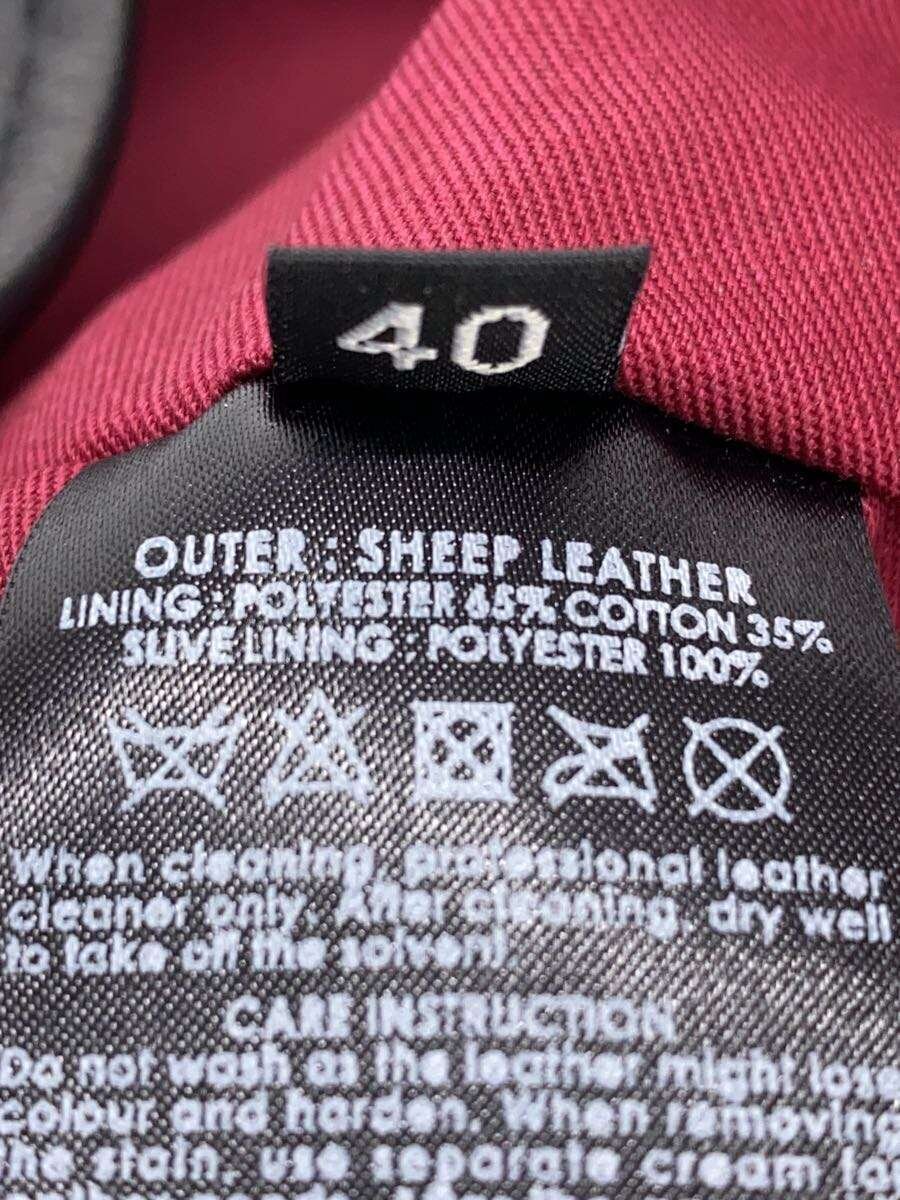 40
OUTER : SHEEP LEATHER
LINING : POLYESTER 65% COTTON 35%
SLIVE LINING : POLYESTER 100%
When cleaning, professional leather
cleaner only. After cleaning, dry well
to take off the solvent.
CARE INSTRUCTION
Do not wash as the leather might lose
colour and harden. When removing
the stain, use separate cream